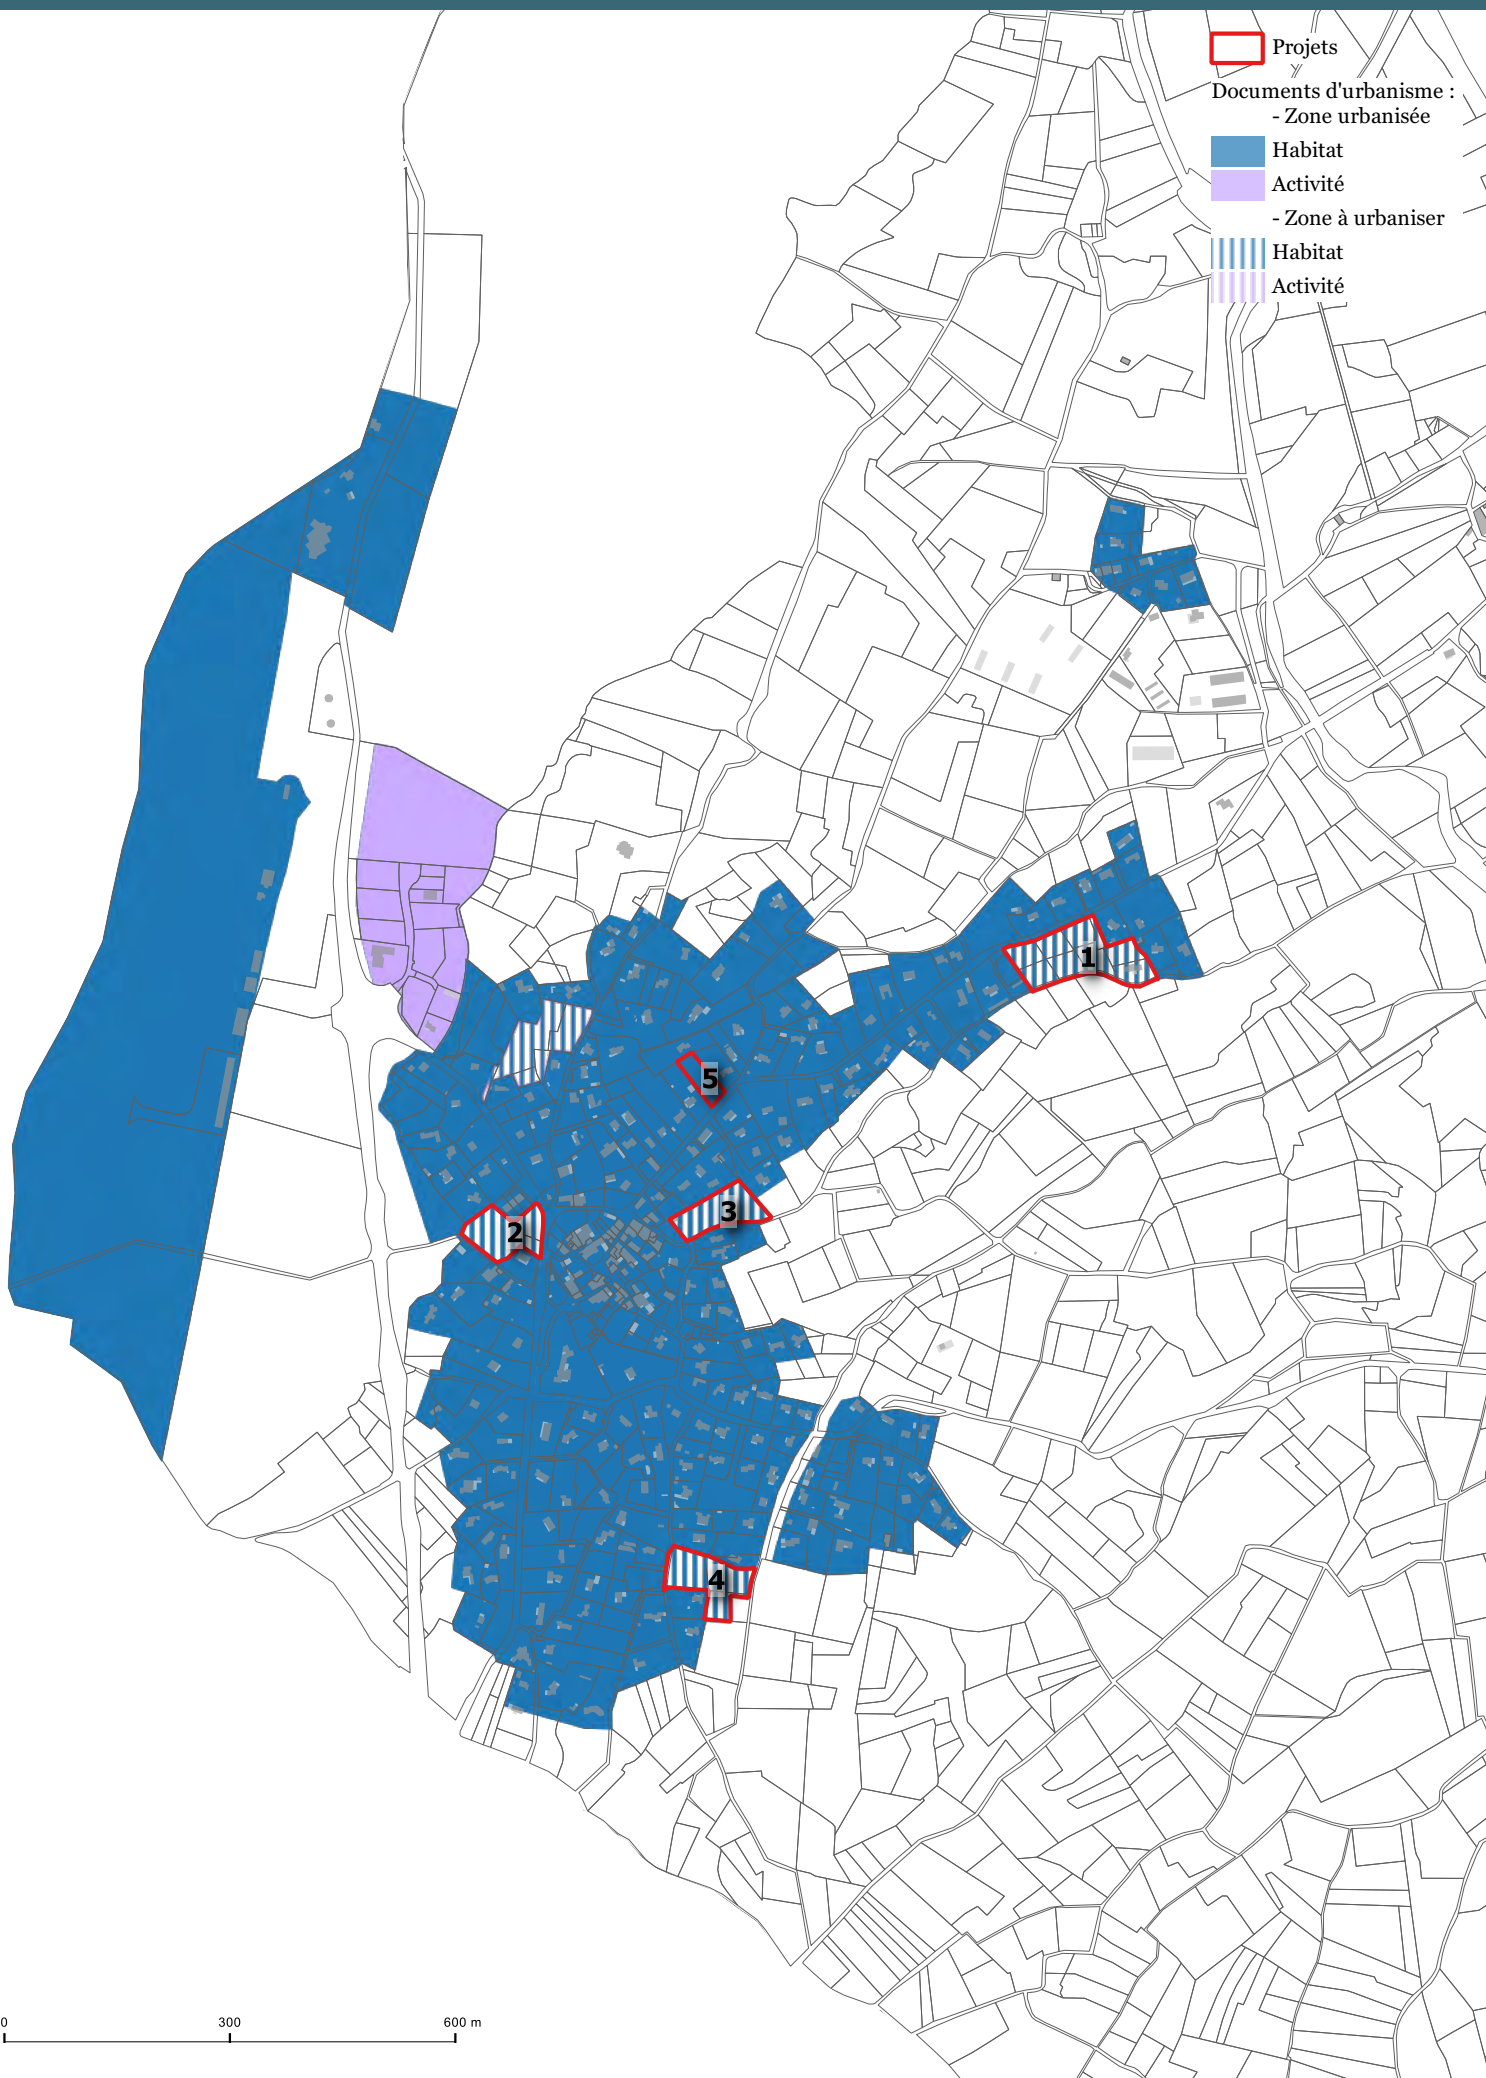 Projets
Documents d'urbanisme :
- Zone urbanisée
Habitat
Activité
- Zone à urbaniser
Habitat
Activité
1
5
3
2
4
0 300 600 m